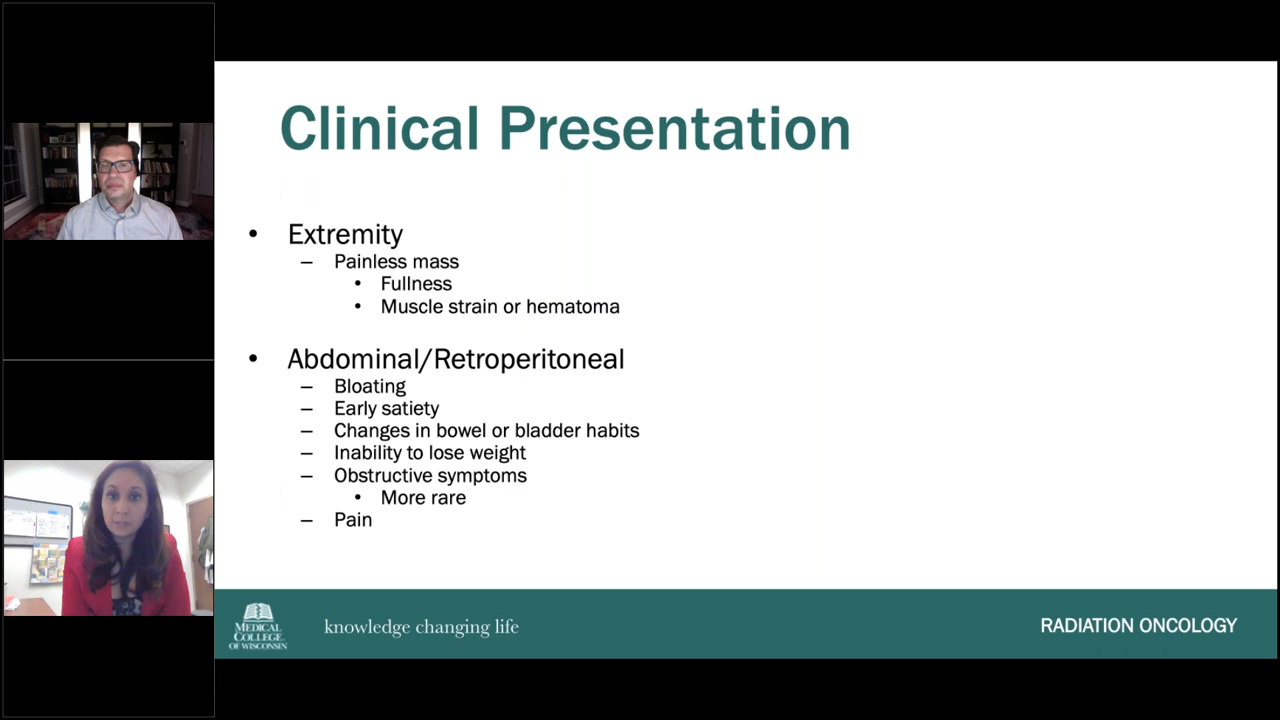 Clinical Presentation
• Extremity
– Painless mass
• Fullness
• Muscle strain or hematoma
• Abdominal/Retroperitoneal
– Bloating
– Early satiety
– Changes in bowel or bladder habits
– Inability to lose weight
– Obstructive symptoms
• More rare
– Pain
MEDICAL
COLLEGE
OF WISCONSIN
knowledge changing life
RADIATION ONCOLOGY